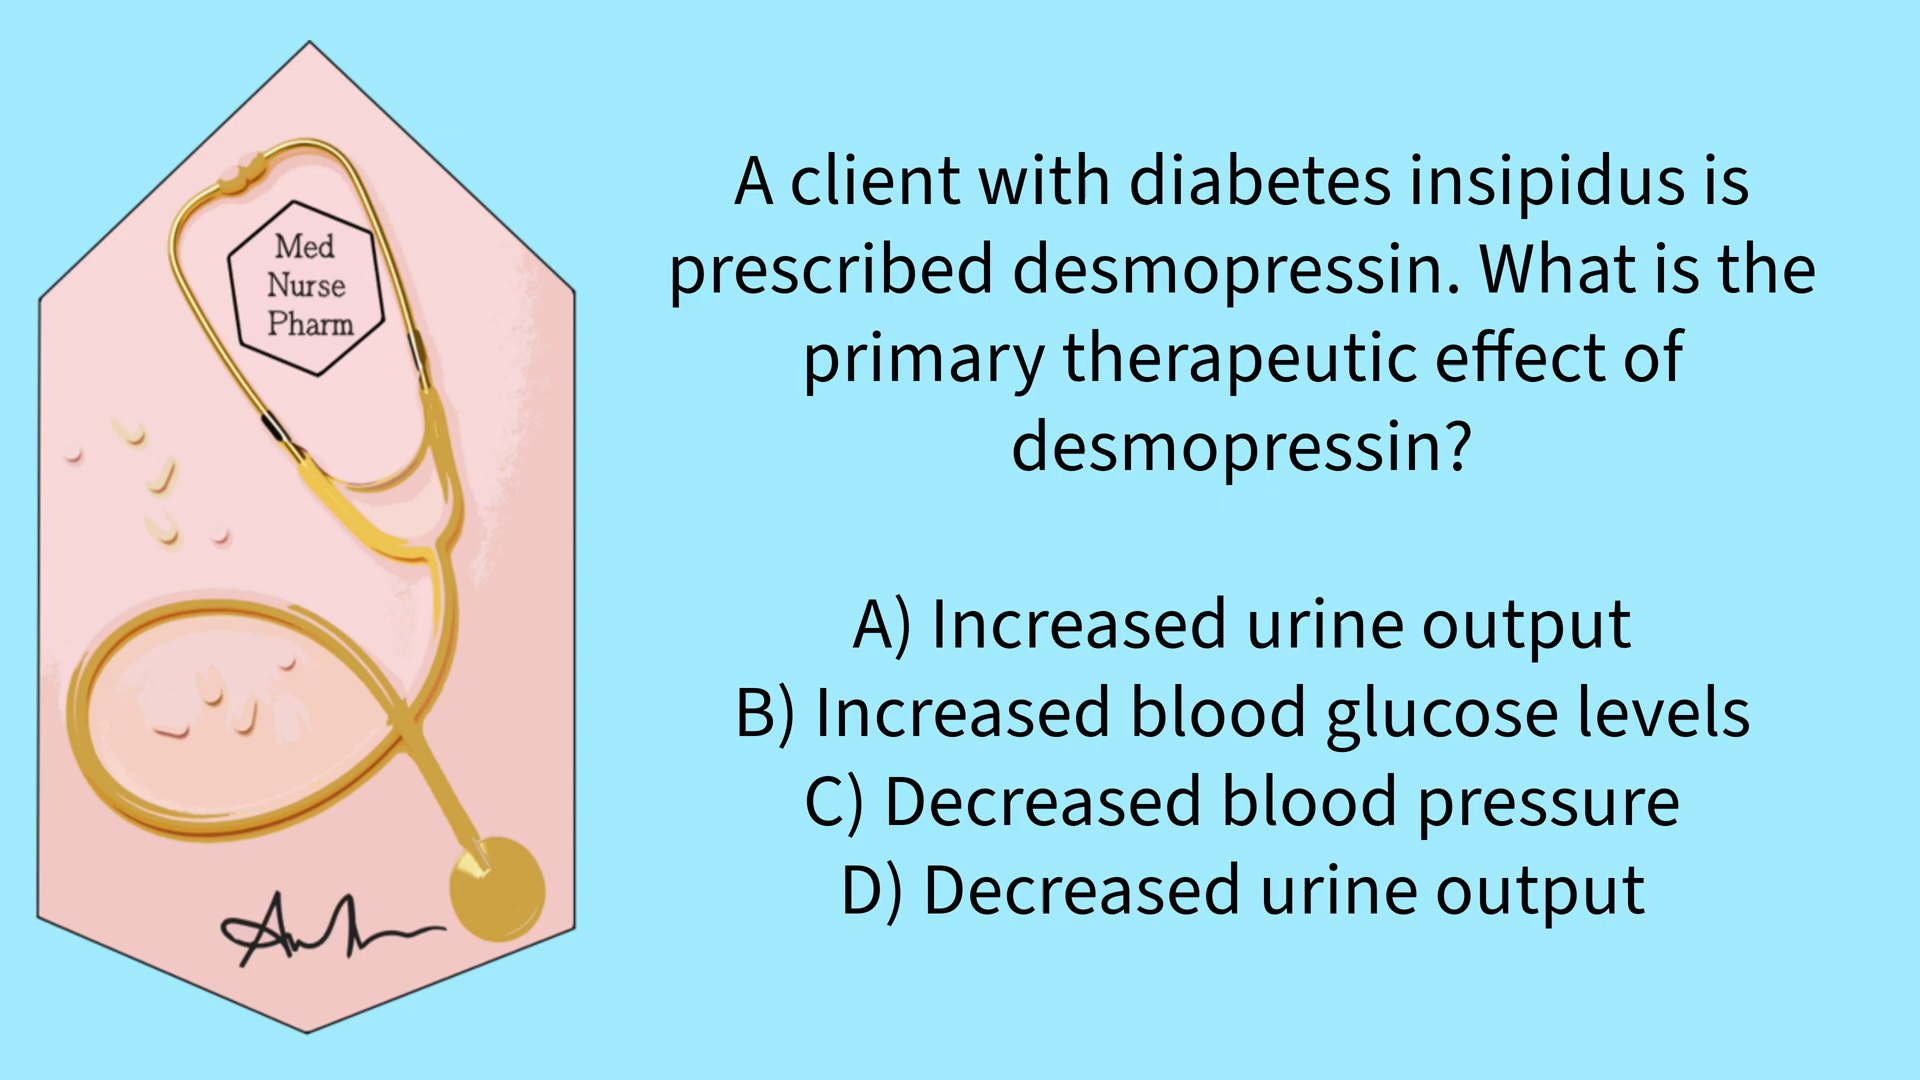 Med
Nurse
Pharm
A client with diabetes insipidus is
prescribed desmopressin. What is the
primary therapeutic effect of
desmopressin?
A) Increased urine output
B) Increased blood glucose levels
C) Decreased blood pressure
D) Decreased urine output